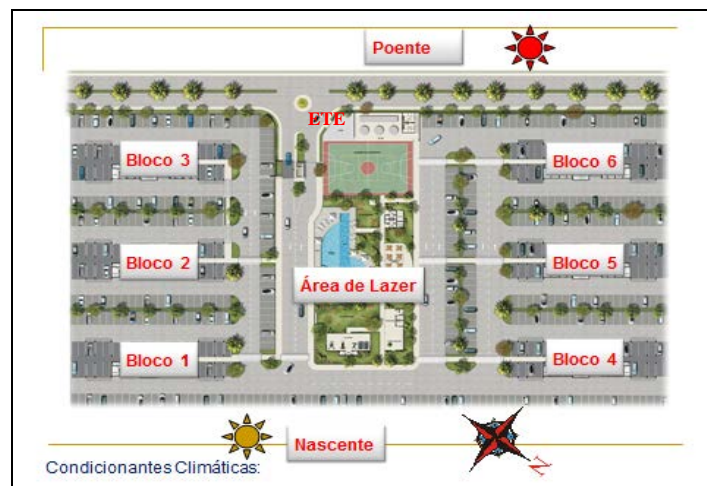 Poente
ETE
Bloco 3
Bloco 6
Bloco 2
Bloco 5
Área de Lazer
Bloco 1
Bloco 4
Nascente
N
Condicionantes Climáticas: